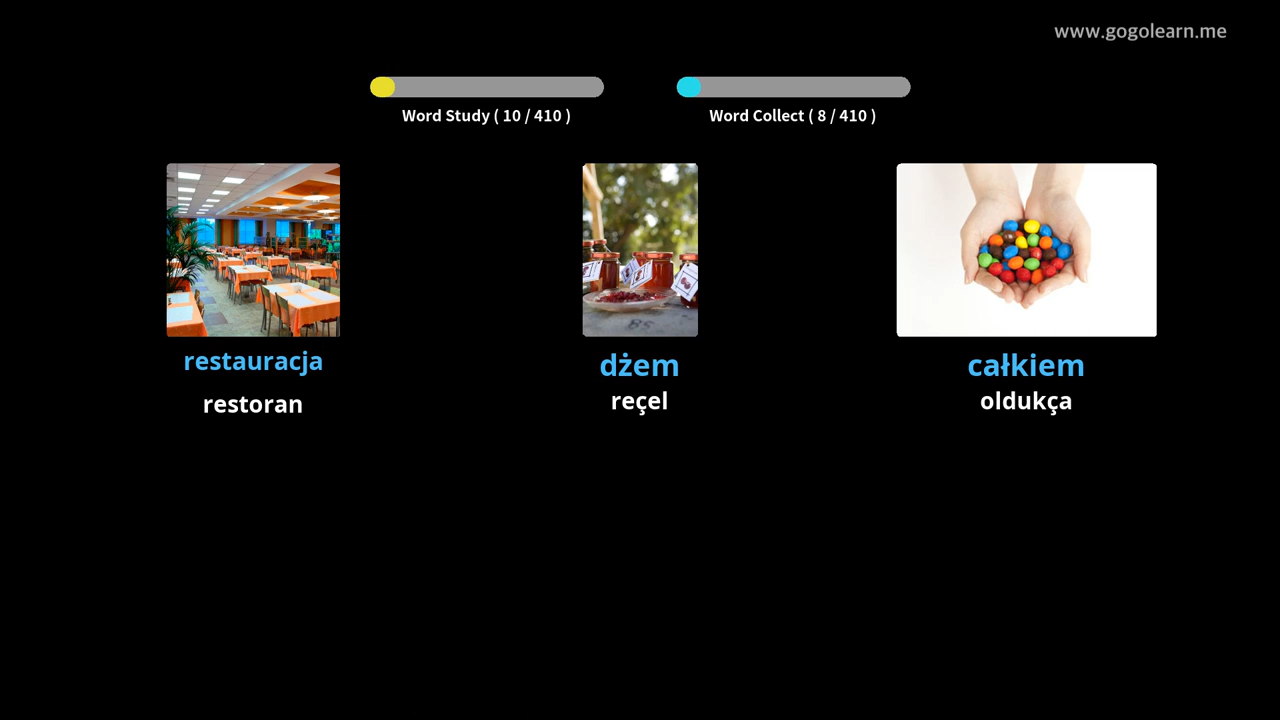 www.gogolearn.me
Word Study ( 10 / 410 )
Word Collect ( 8 / 410 )
restauracja
dżem
całkiem
restoran
reçel
oldukça